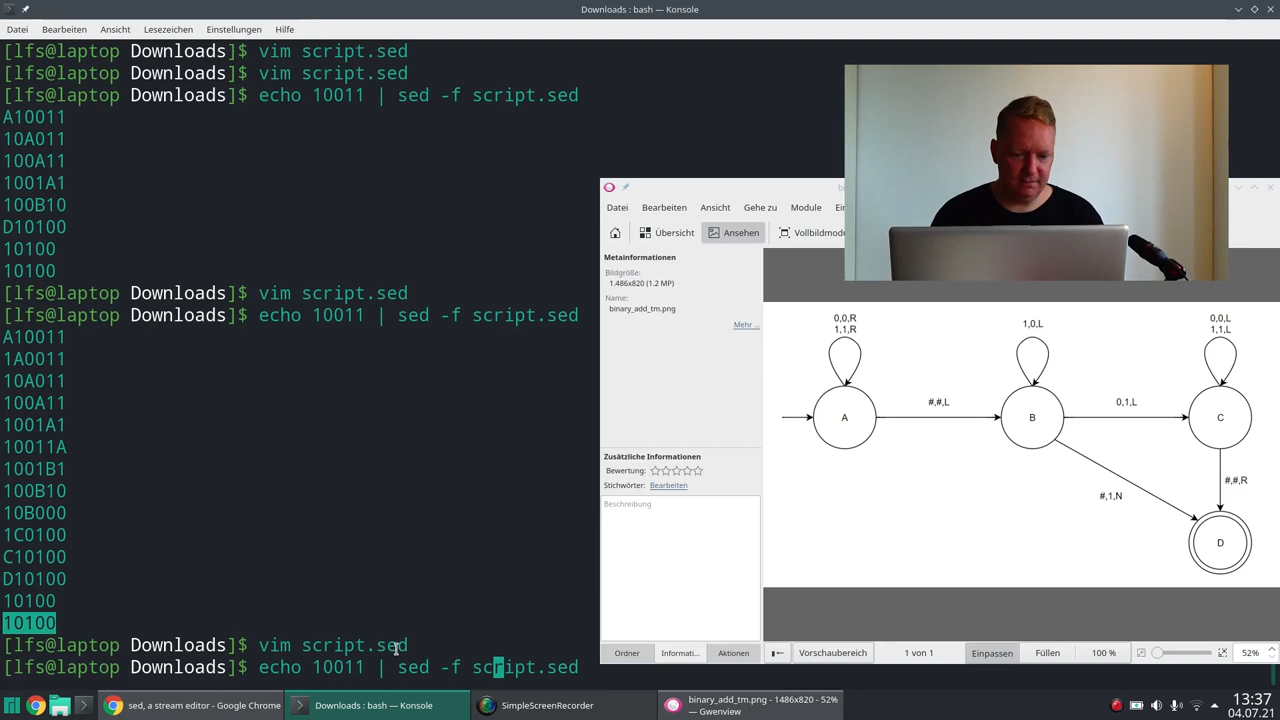 Downloads : bash — Konsole
Datei Bearbeiten Ansicht Lesezeichen Einstellungen Hilfe
[lfs@laptop Downloads]$ vim script.sed
[lfs@laptop Downloads]$ vim script.sed
[lfs@laptop Downloads]$ echo 10011 | sed -f script.sed
A10011
10A011
100A11
1001A1
100B10
D10100
10100
10100
[lfs@laptop Downloads]$ vim script.sed
[lfs@laptop Downloads]$ echo 10011 | sed -f script.sed
A10011
1A0011
10A011
100A11
1001A1
10011A
1001B1
100B10
10B000
1C0100
C10100
D10100
10100
10100
[lfs@laptop Downloads]$ vim script.sed
[lfs@laptop Downloads]$ echo 10011 | sed -f script.sed
Datei Bearbeiten Ansicht Gehe zu Module
Übersicht Ansehen
Metainformationen
Bildgröße:
1.486x820 (1.2 MP)
Name:
binary_add_tm.png
Mehr ...
Zusätzliche Informationen
Bewertung:
Stichwörter: Bearbeiten
Beschreibung
Ordner Informati... Aktionen
0,0,R
1,1,R
1,0,L
0,0,L
1,1,L
A
#,#,L
B
0,1,L
C
#,1,N
#,#,R
D
Vorschaubereich 1 von 1 Einpassen Füllen 100 % 52%
sed, a stream editor - Google Chrome
Downloads : bash — Konsole
SimpleScreenRecorder
binary_add_tm.png - 1486x820 - 52%
— Gwenview
13:37
04.07.21